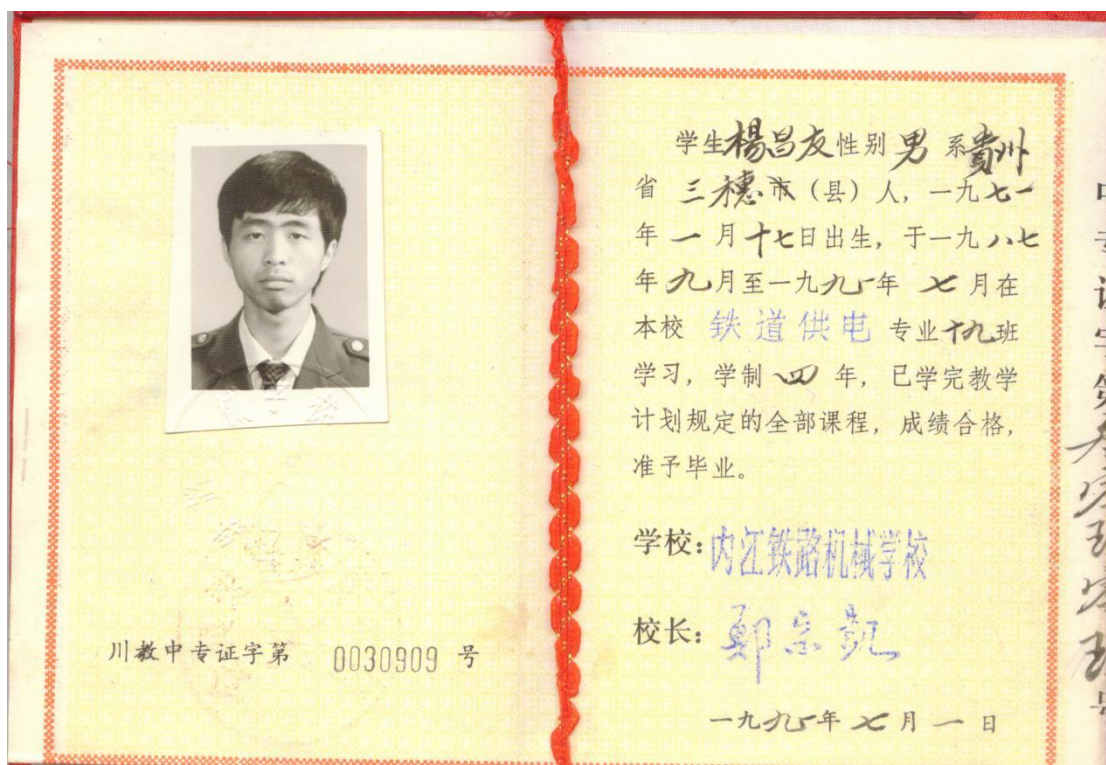 川教中专证字第 0030909 号
学生楊昌友性别男系貴州
省三穗市（县）人，一九七一
年一月十七日出生，于一九八七
年九月至一九九一年七月在
本校 铁道供电 专业十九班
学习，学制四年，已学完教学
计划规定的全部课程，成绩合格，
准予毕业。
学校：内江铁路机械学校
校长：郑宗凯
一九九一年七月一日